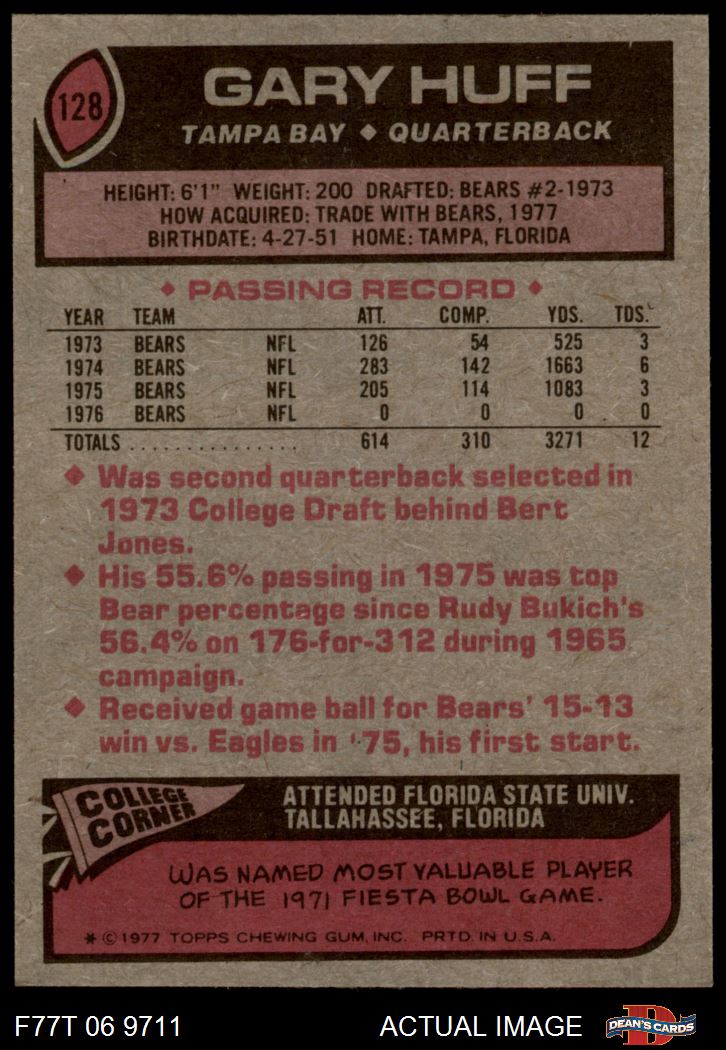 128
GARY HUFF
TAMPA BAY ◆ QUARTERBACK
HEIGHT: 6'1" WEIGHT: 200 DRAFTED: BEARS #2-1973
HOW ACQUIRED: TRADE WITH BEARS, 1977
BIRTHDATE: 4-27-51 HOME: TAMPA, FLORIDA
◆ PASSING RECORD ◆
YEAR TEAM ATT. COMP. YDS. TDS.
1973 BEARS NFL 126 54 525 3
1974 BEARS NFL 283 142 1663 6
1975 BEARS NFL 205 114 1083 3
1976 BEARS NFL 0 0 0 0
TOTALS ............... 614 310 3271 12
◆ Was second quarterback selected in
1973 College Draft behind Bert
Jones.
◆ His 55.6% passing in 1975 was top
Bear percentage since Rudy Bukich's
56.4% on 176-for-312 during 1965
campaign.
◆ Received game ball for Bears' 15-13
win vs. Eagles in '75, his first start.
COLLEGE
CORNER
ATTENDED FLORIDA STATE UNIV.
TALLAHASSEE, FLORIDA
WAS NAMED MOST VALUABLE PLAYER
OF THE 1971 FIESTA BOWL GAME.
* © 1977 TOPPS CHEWING GUM, INC. PRTD. IN U.S.A.
F77T 06 9711 ACTUAL IMAGE
D
DEAN'S CARDS